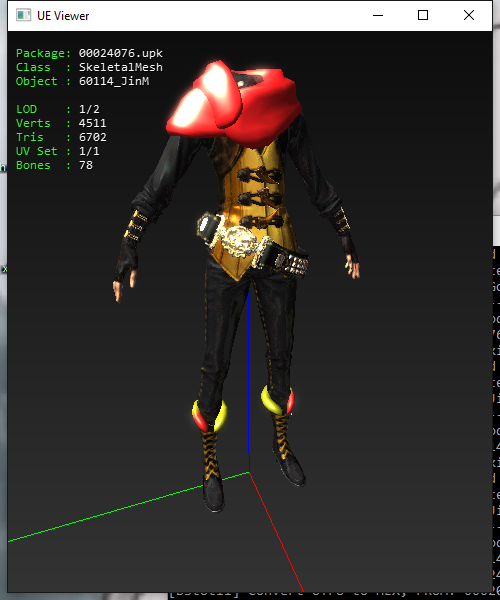 UE Viewer
Package: 00024076.upk
Class : SkeletalMesh
Object : 60114_JinM
LOD : 1/2
Verts : 4511
Tris : 6702
UV Set : 1/1
Bones : 78